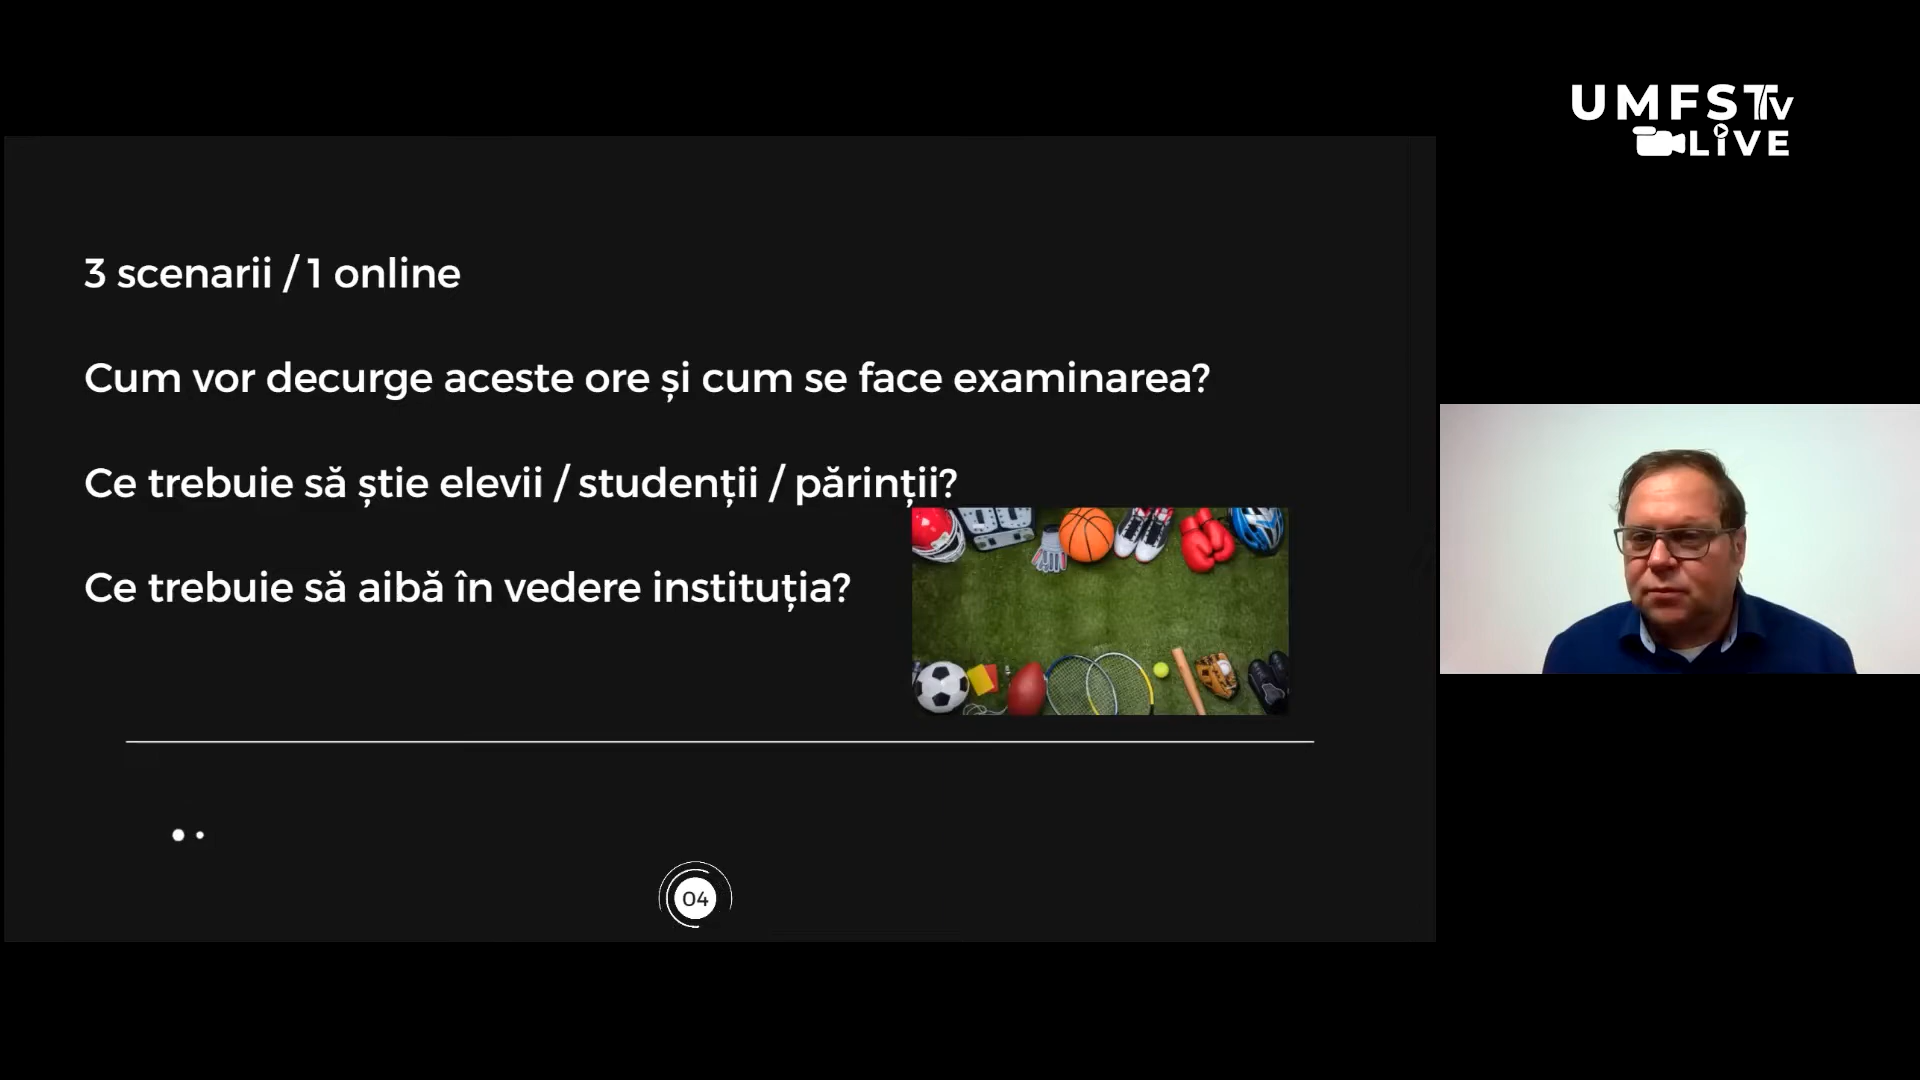 UMFSTv
LIVE
3 scenarii / 1 online
Cum vor decurge aceste ore și cum se face examinarea?
Ce trebuie să știe elevii / studenții / părinții?
Ce trebuie să aibă în vedere instituția?
04